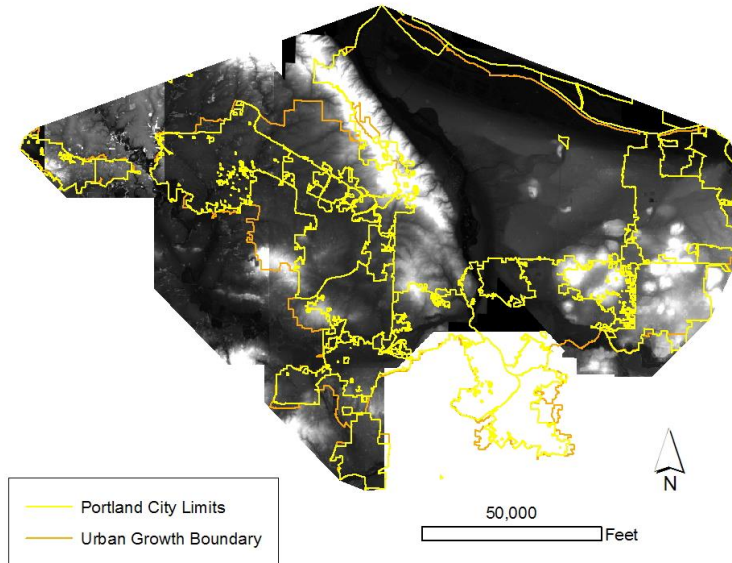 N
Portland City Limits
Urban Growth Boundary
50,000
Feet